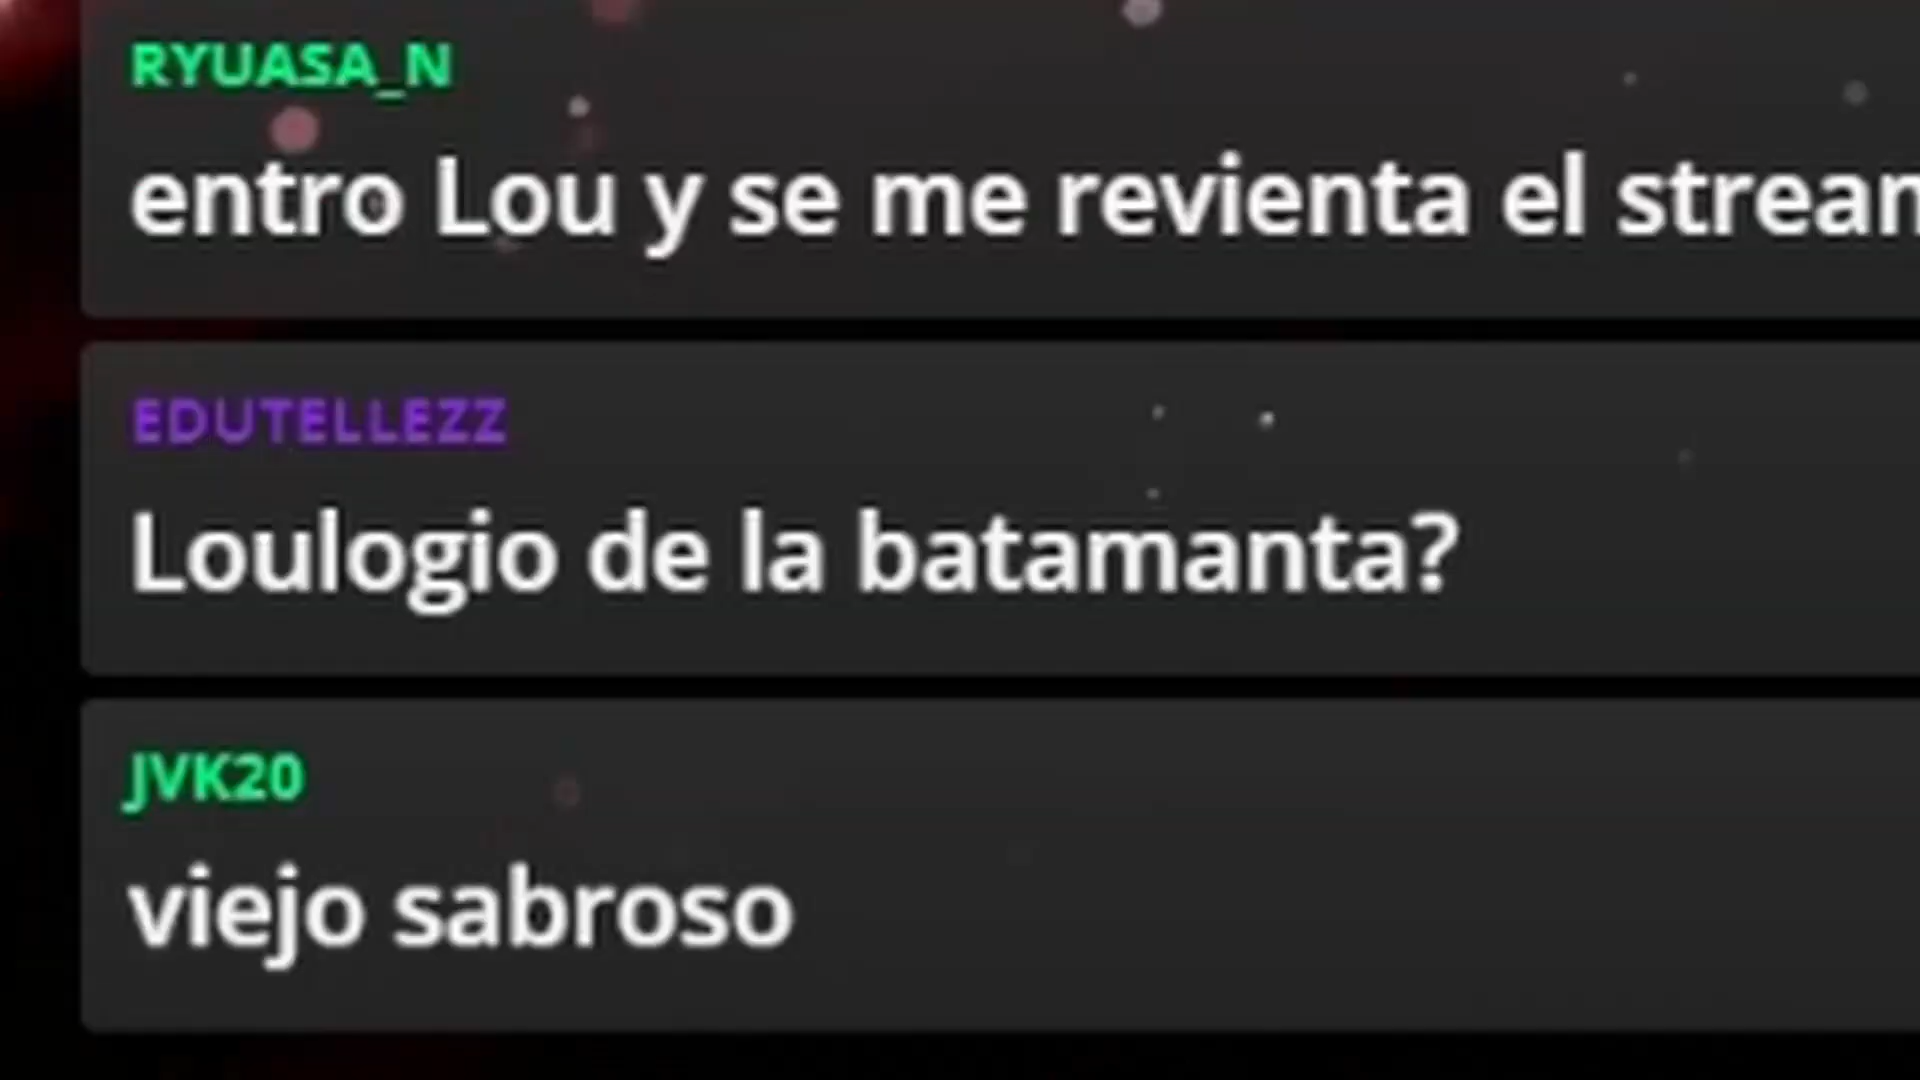 RYUASA_N
entro Lou y se me revienta el stream
EDUTELLEZZ
Loulogio de la batamanta?
JVK20
viejo sabroso